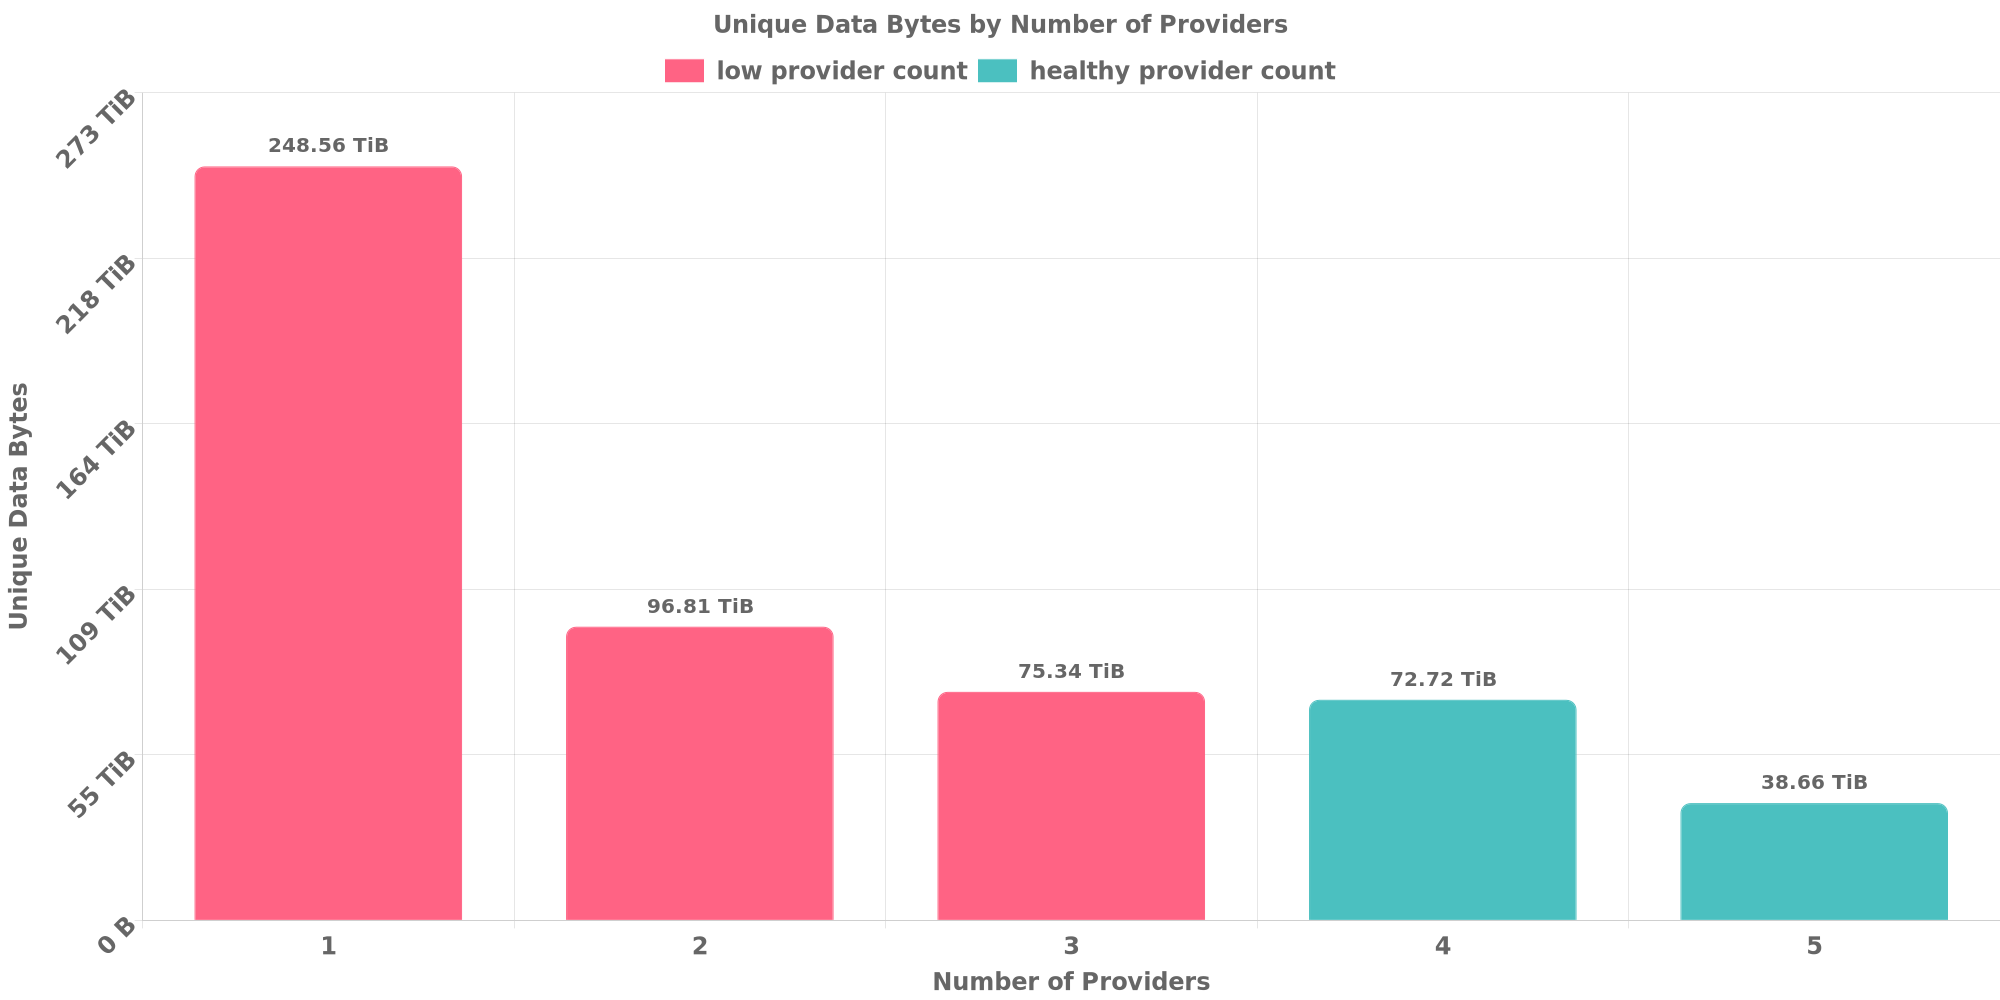 Unique Data Bytes by Number of Providers
low provider count healthy provider count
273 TiB
218 TiB
164 TiB
109 TiB
55 TiB
0 B
Unique Data Bytes
248.56 TiB
96.81 TiB
75.34 TiB
72.72 TiB
38.66 TiB
1 2 3 4 5
Number of Providers